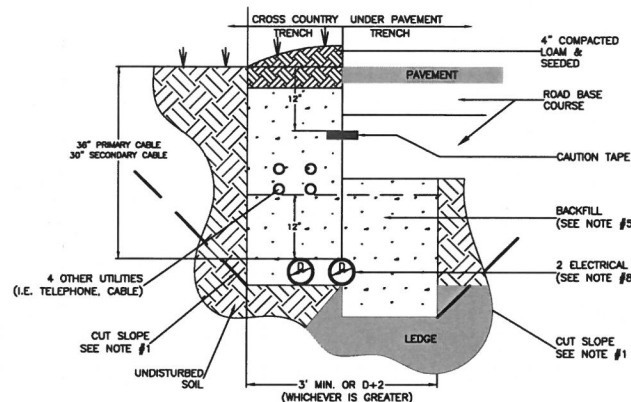 CROSS COUNTRY UNDER PAVEMENT
TRENCH TRENCH
4" COMPACTED
LOAM &
SEEDED
PAVEMENT
ROAD BASE
COURSE
12"
36" PRIMARY CABLE
30" SECONDARY CABLE
CAUTION TAPE
BACKFILL
(SEE NOTE #5
12"
4 OTHER UTILITIES
(I.E. TELEPHONE, CABLE)
D D
2 ELECTRICAL
(SEE NOTE #8
CUT SLOPE
SEE NOTE #1
LEDGE
CUT SLOPE
SEE NOTE #1
UNDISTURBED
SOIL
3' MIN. OR D+2
(WHICHEVER IS GREATER)